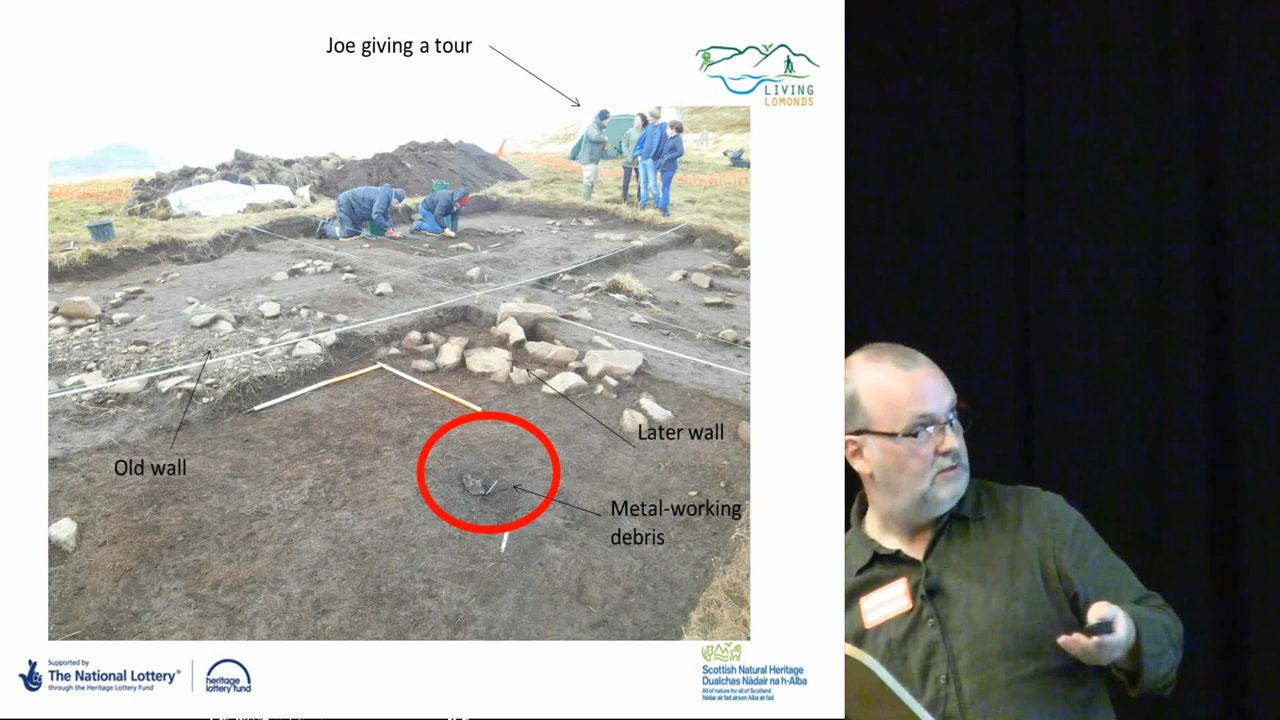 Joe giving a tour
LIVING
LOMONDS
Old wall
Later wall
Metal-working
debris
Supported by
The National Lottery®
through the Heritage Lottery Fund
heritage
lottery fund
Scottish Natural Heritage
Dualchas Nàdair na h-Alba
All of nature for all of Scotland
Nàdar air fad airson Alba air fad